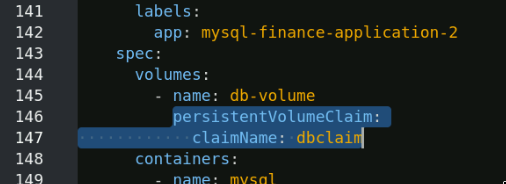 141 labels:
142 app: mysql-finance-application-2
143 spec:
144 volumes:
145 - name: db-volume
146 persistentVolumeClaim:
147 claimName: dbclaim
148 containers:
149 - name: mysql